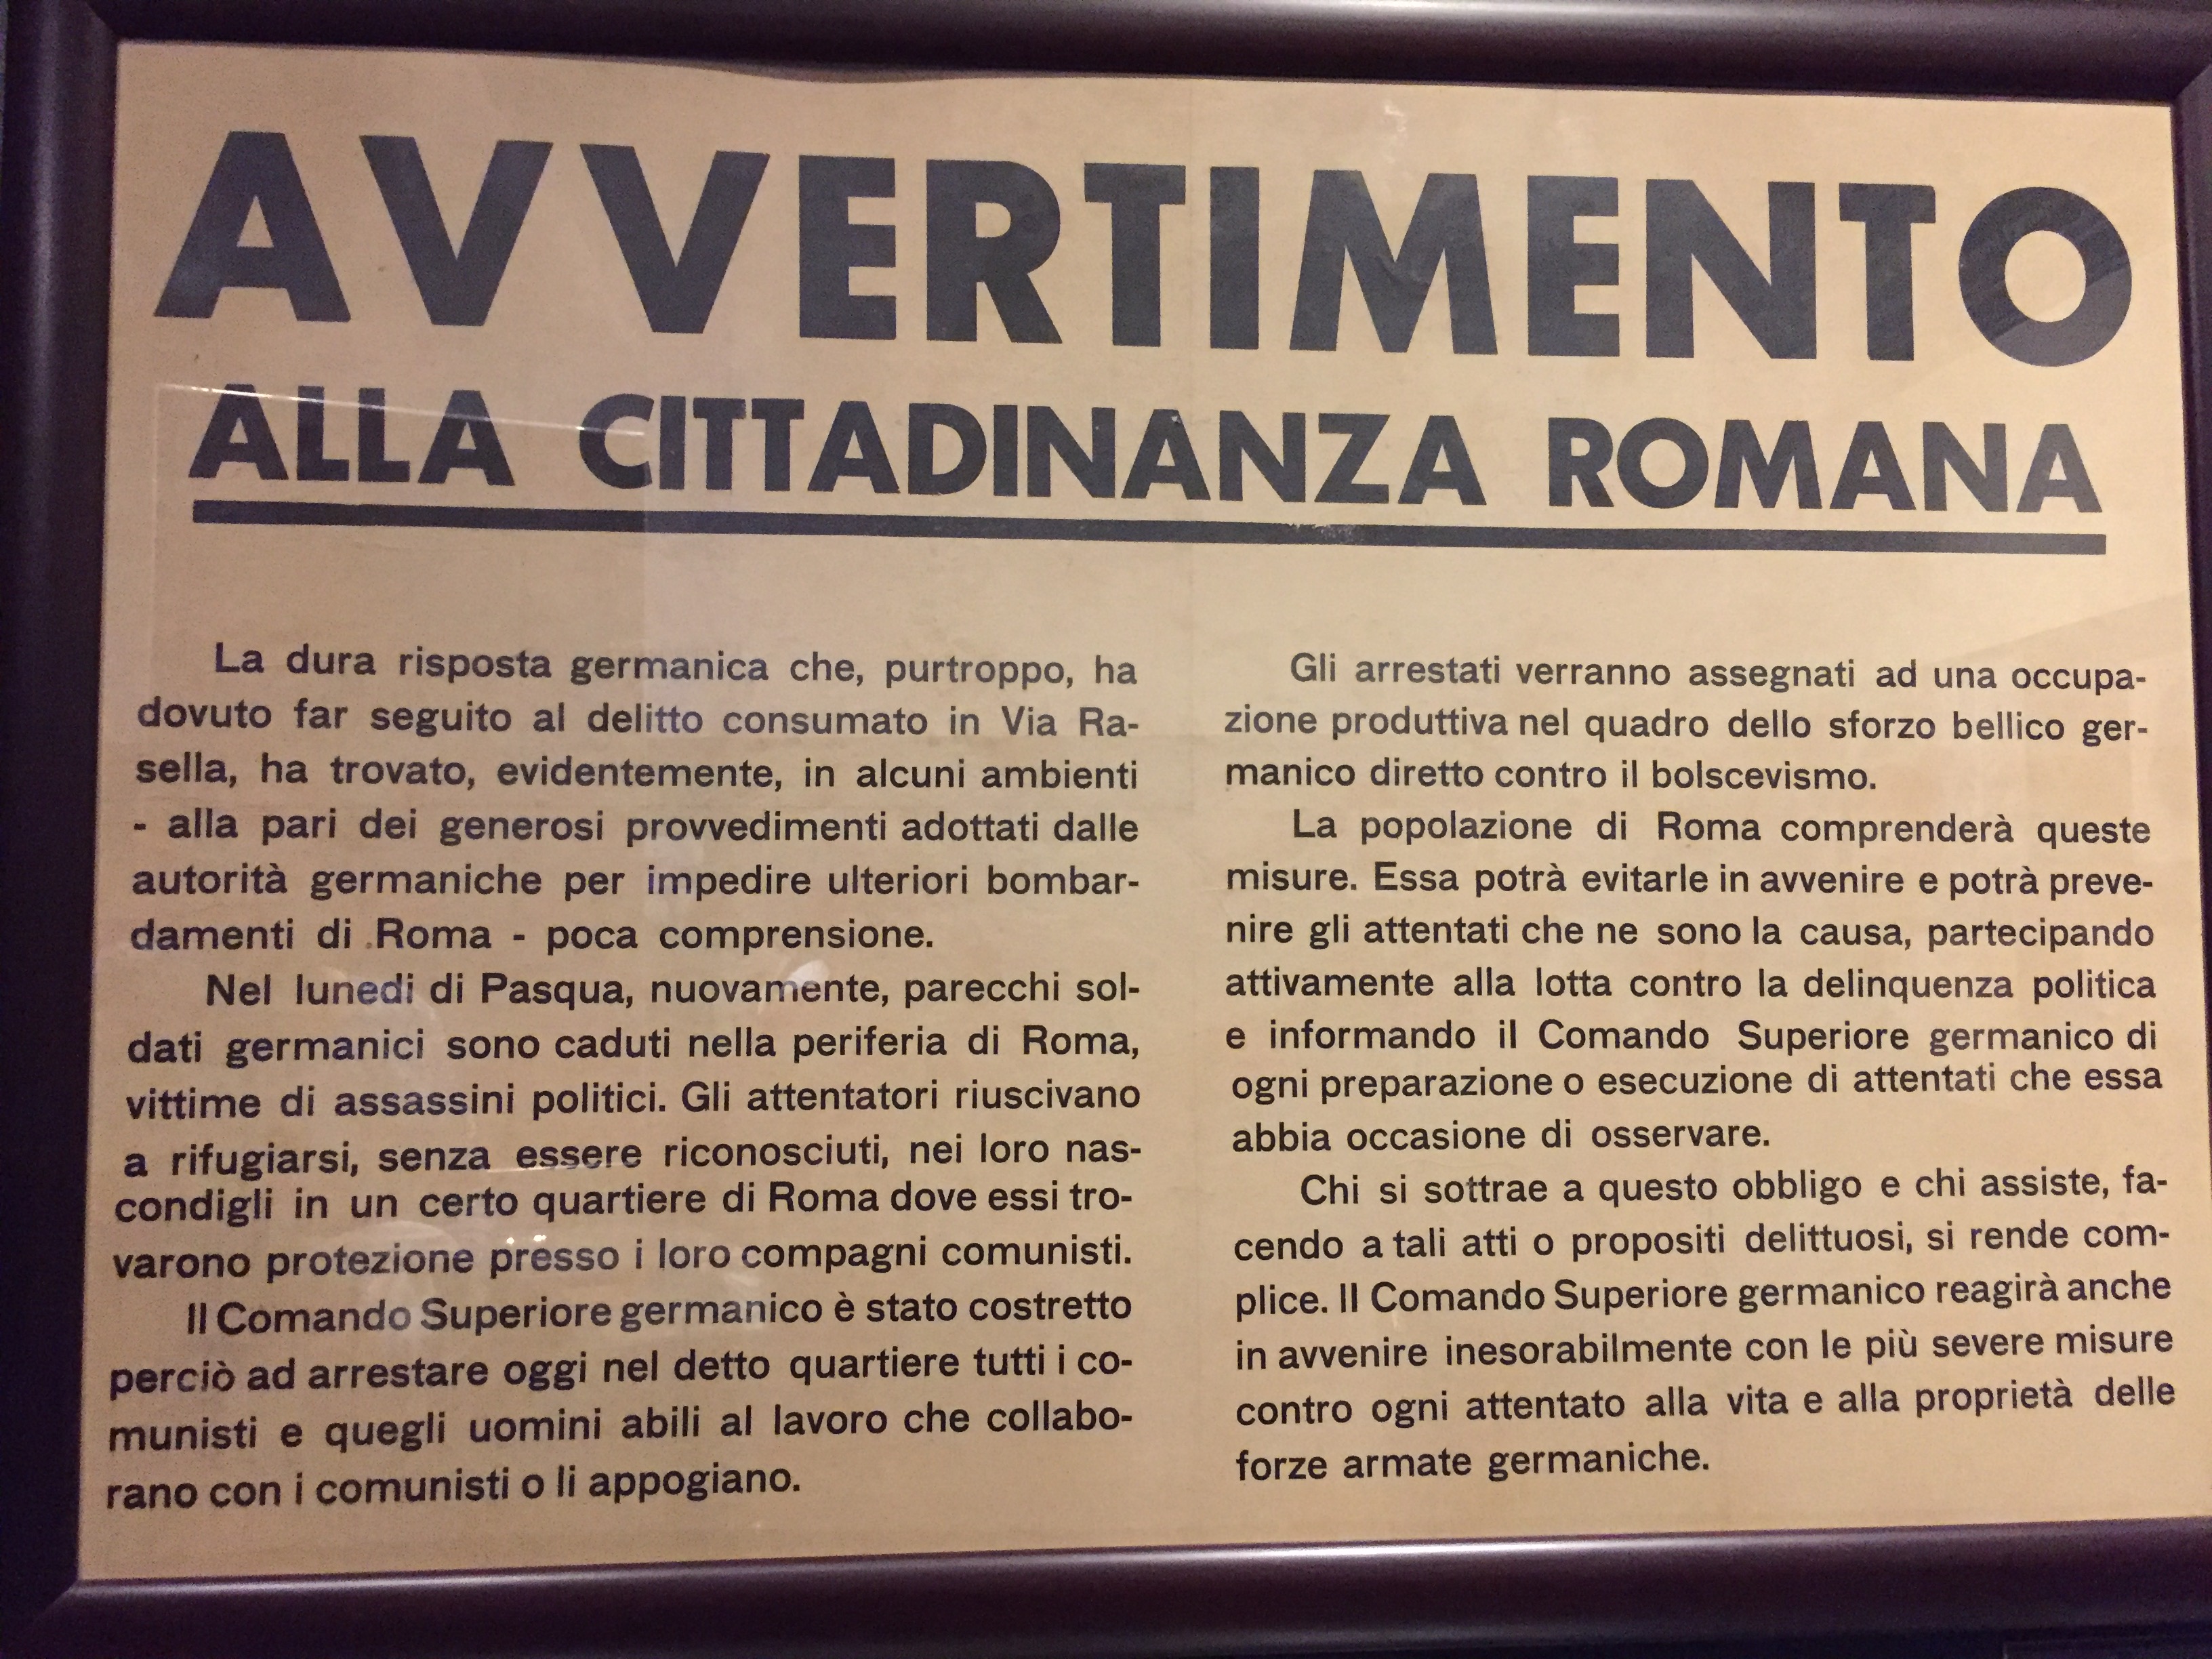 AVVERTIMENTO
ALLA CITTADINANZA ROMANA
La dura risposta germanica che, purtroppo, ha
dovuto far seguito al delitto consumato in Via Ra-
sella, ha trovato, evidentemente, in alcuni ambienti
- alla pari dei generosi provvedimenti adottati dalle
autorità germaniche per impedire ulteriori bombar-
damenti di Roma - poca comprensione.
Nel lunedi di Pasqua, nuovamente, parecchi sol-
dati germanici sono caduti nella periferia di Roma,
vittime di assassini politici. Gli attentatori riuscivano
a rifugiarsi, senza essere riconosciuti, nei loro nas-
condigli in un certo quartiere di Roma dove essi tro-
varono protezione presso i loro compagni comunisti.
Il Comando Superiore germanico è stato costretto
perciò ad arrestare oggi nel detto quartiere tutti i co-
munisti e quegli uomini abili al lavoro che collabo-
rano con i comunisti o li appogiano.
Gli arrestati verranno assegnati ad una occupa-
zione produttiva nel quadro dello sforzo bellico ger-
manico diretto contro il bolscevismo.
La popolazione di Roma comprenderà queste
misure. Essa potrà evitarle in avvenire e potrà preve-
nire gli attentati che ne sono la causa, partecipando
attivamente alla lotta contro la delinquenza politica
e informando il Comando Superiore germanico di
ogni preparazione o esecuzione di attentati che essa
abbia occasione di osservare.
Chi si sottrae a questo obbligo e chi assiste, fa-
cendo a tali atti o propositi delittuosi, si rende com-
plice. Il Comando Superiore germanico reagirà anche
in avvenire inesorabilmente con le più severe misure
contro ogni attentato alla vita e alla proprietà delle
forze armate germaniche.